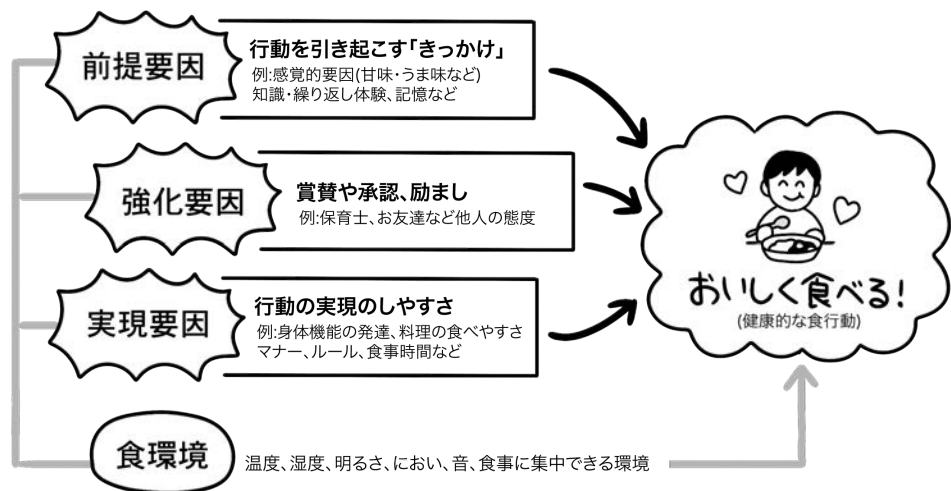 前提要因
行動を引き起こす「きっかけ」
例:感覚的要因(甘味・うま味など)
知識・繰り返し体験、記憶など
強化要因
賞賛や承認、励まし
例:保育士、お友達など他人の態度
実現要因
行動の実現のしやすさ
例:身体機能の発達、料理の食べやすさ
マナー、ルール、食事時間など
食環境
温度、湿度、明るさ、におい、音、食事に集中できる環境
おいしく食べる!
(健康的な食行動)